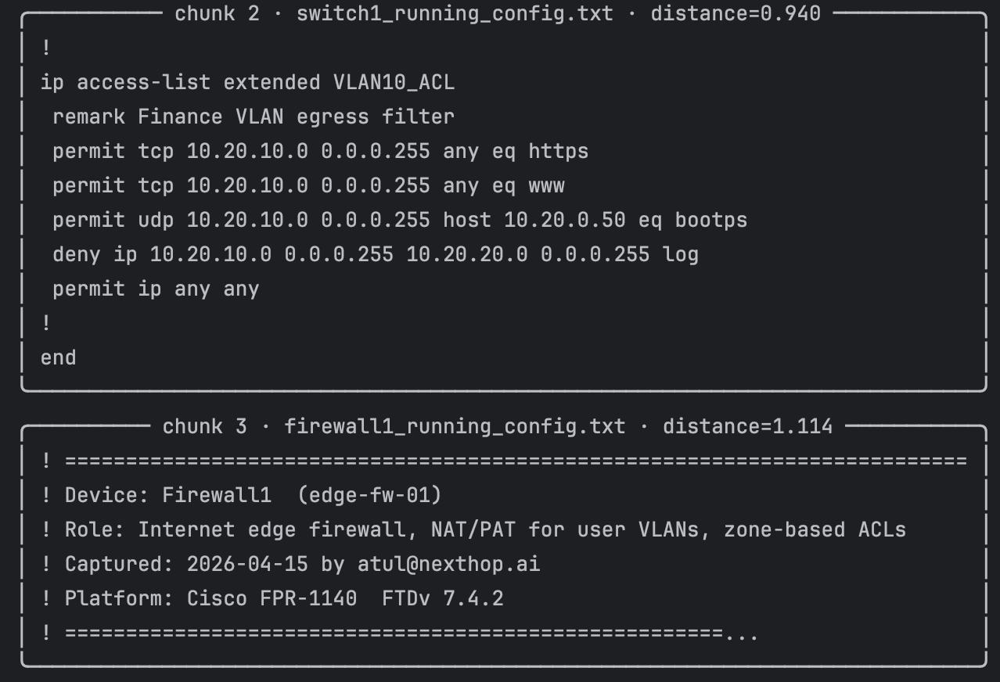 chunk 2 · switch1_running_config.txt · distance=0.940
!
ip access-list extended VLAN10_ACL
 remark Finance VLAN egress filter
 permit tcp 10.20.10.0 0.0.0.255 any eq https
 permit tcp 10.20.10.0 0.0.0.255 any eq www
 permit udp 10.20.10.0 0.0.0.255 host 10.20.0.50 eq bootps
 deny ip 10.20.10.0 0.0.0.255 10.20.20.0 0.0.0.255 log
 permit ip any any
!
end
chunk 3 · firewall1_running_config.txt · distance=1.114
! ==========================================================================
! Device: Firewall1  (edge-fw-01)
! Role: Internet edge firewall, NAT/PAT for user VLANs, zone-based ACLs
! Captured: 2026-04-15 by atul@nexthop.ai
! Platform: Cisco FPR-1140  FTDv 7.4.2
! ======================================================...